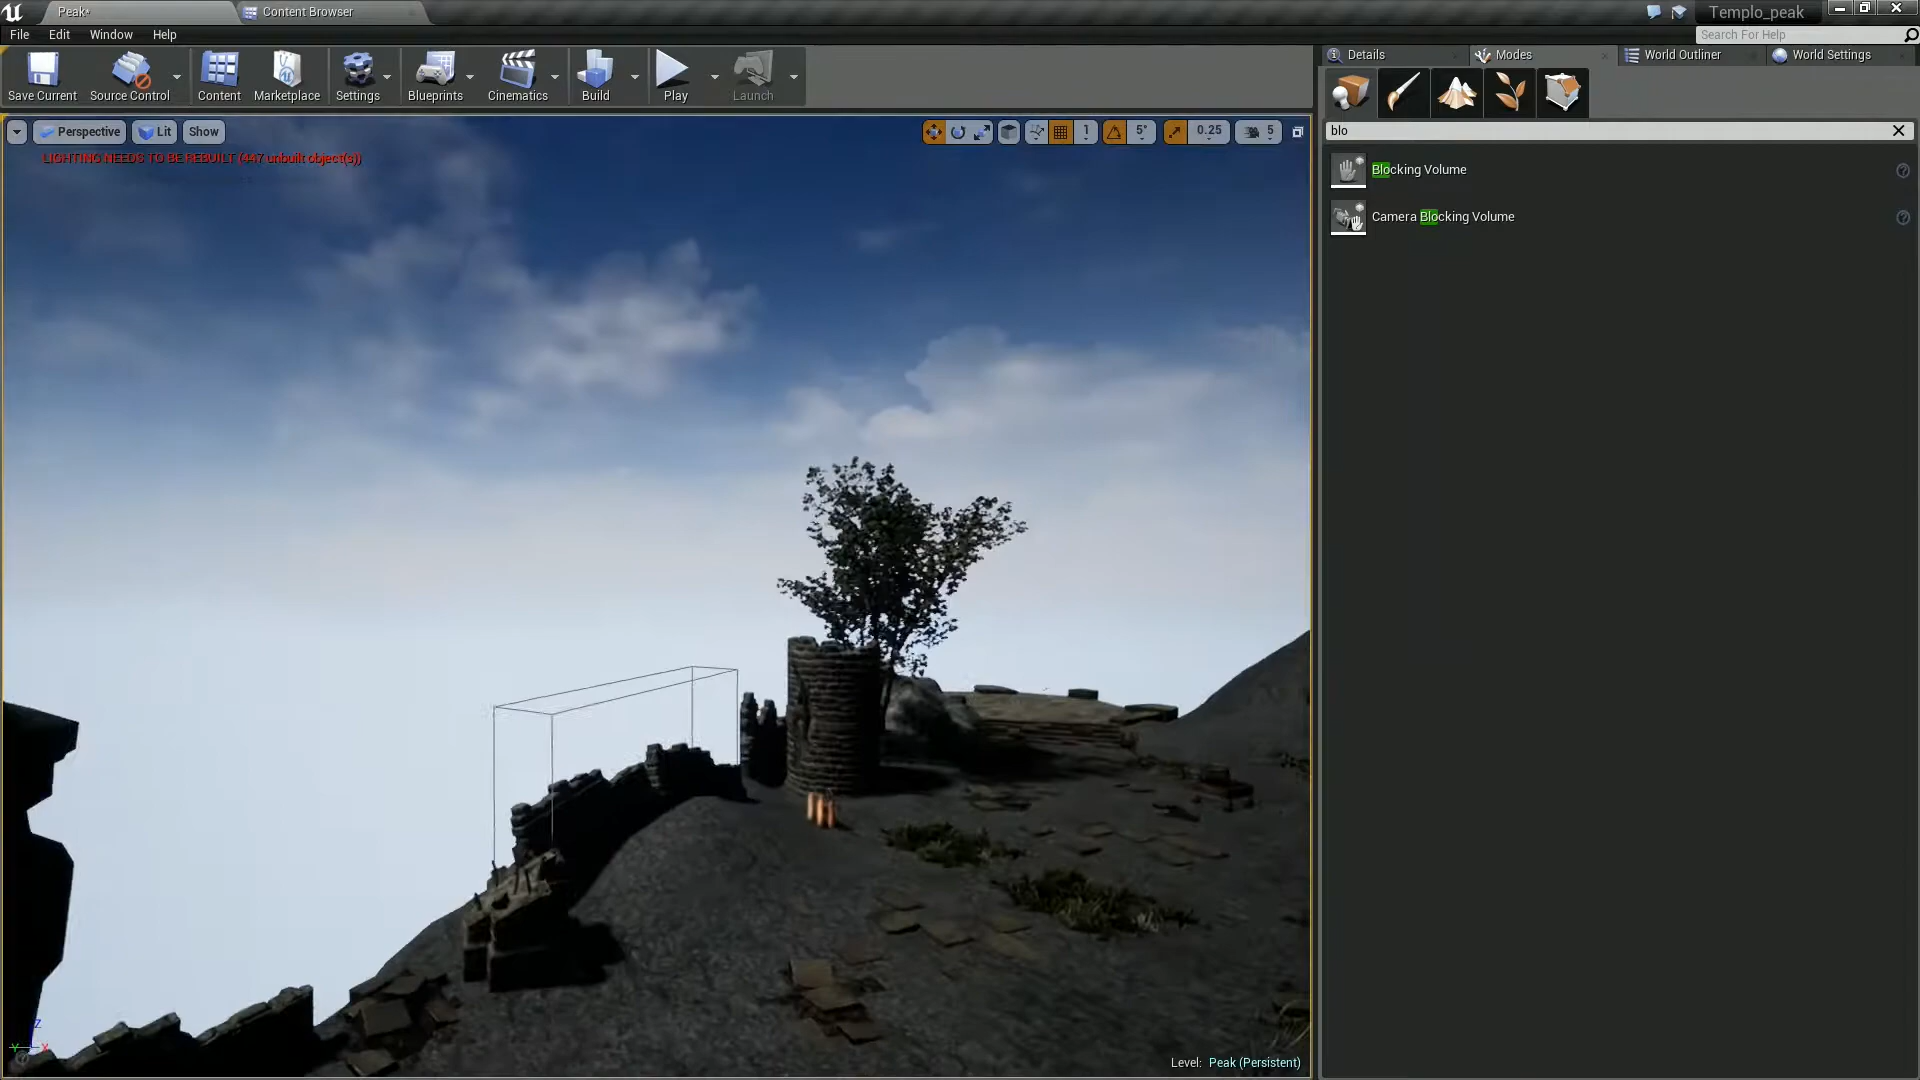 Peak*
Content Browser
Templo_peak
File Edit Window Help
Search For Help
Save Current
Source Control
Content
Marketplace
Settings
Blueprints
Cinematics
Build
Play
Launch
Details
Modes
World Outliner
World Settings
Perspective
Lit
Show
1
5°
0.25
5
LIGHTING NEEDS TO BE REBUILT (447 unbuilt object(s))
blo
Blocking Volume
Camera Blocking Volume
Z
Y
X
Level: Peak (Persistent)